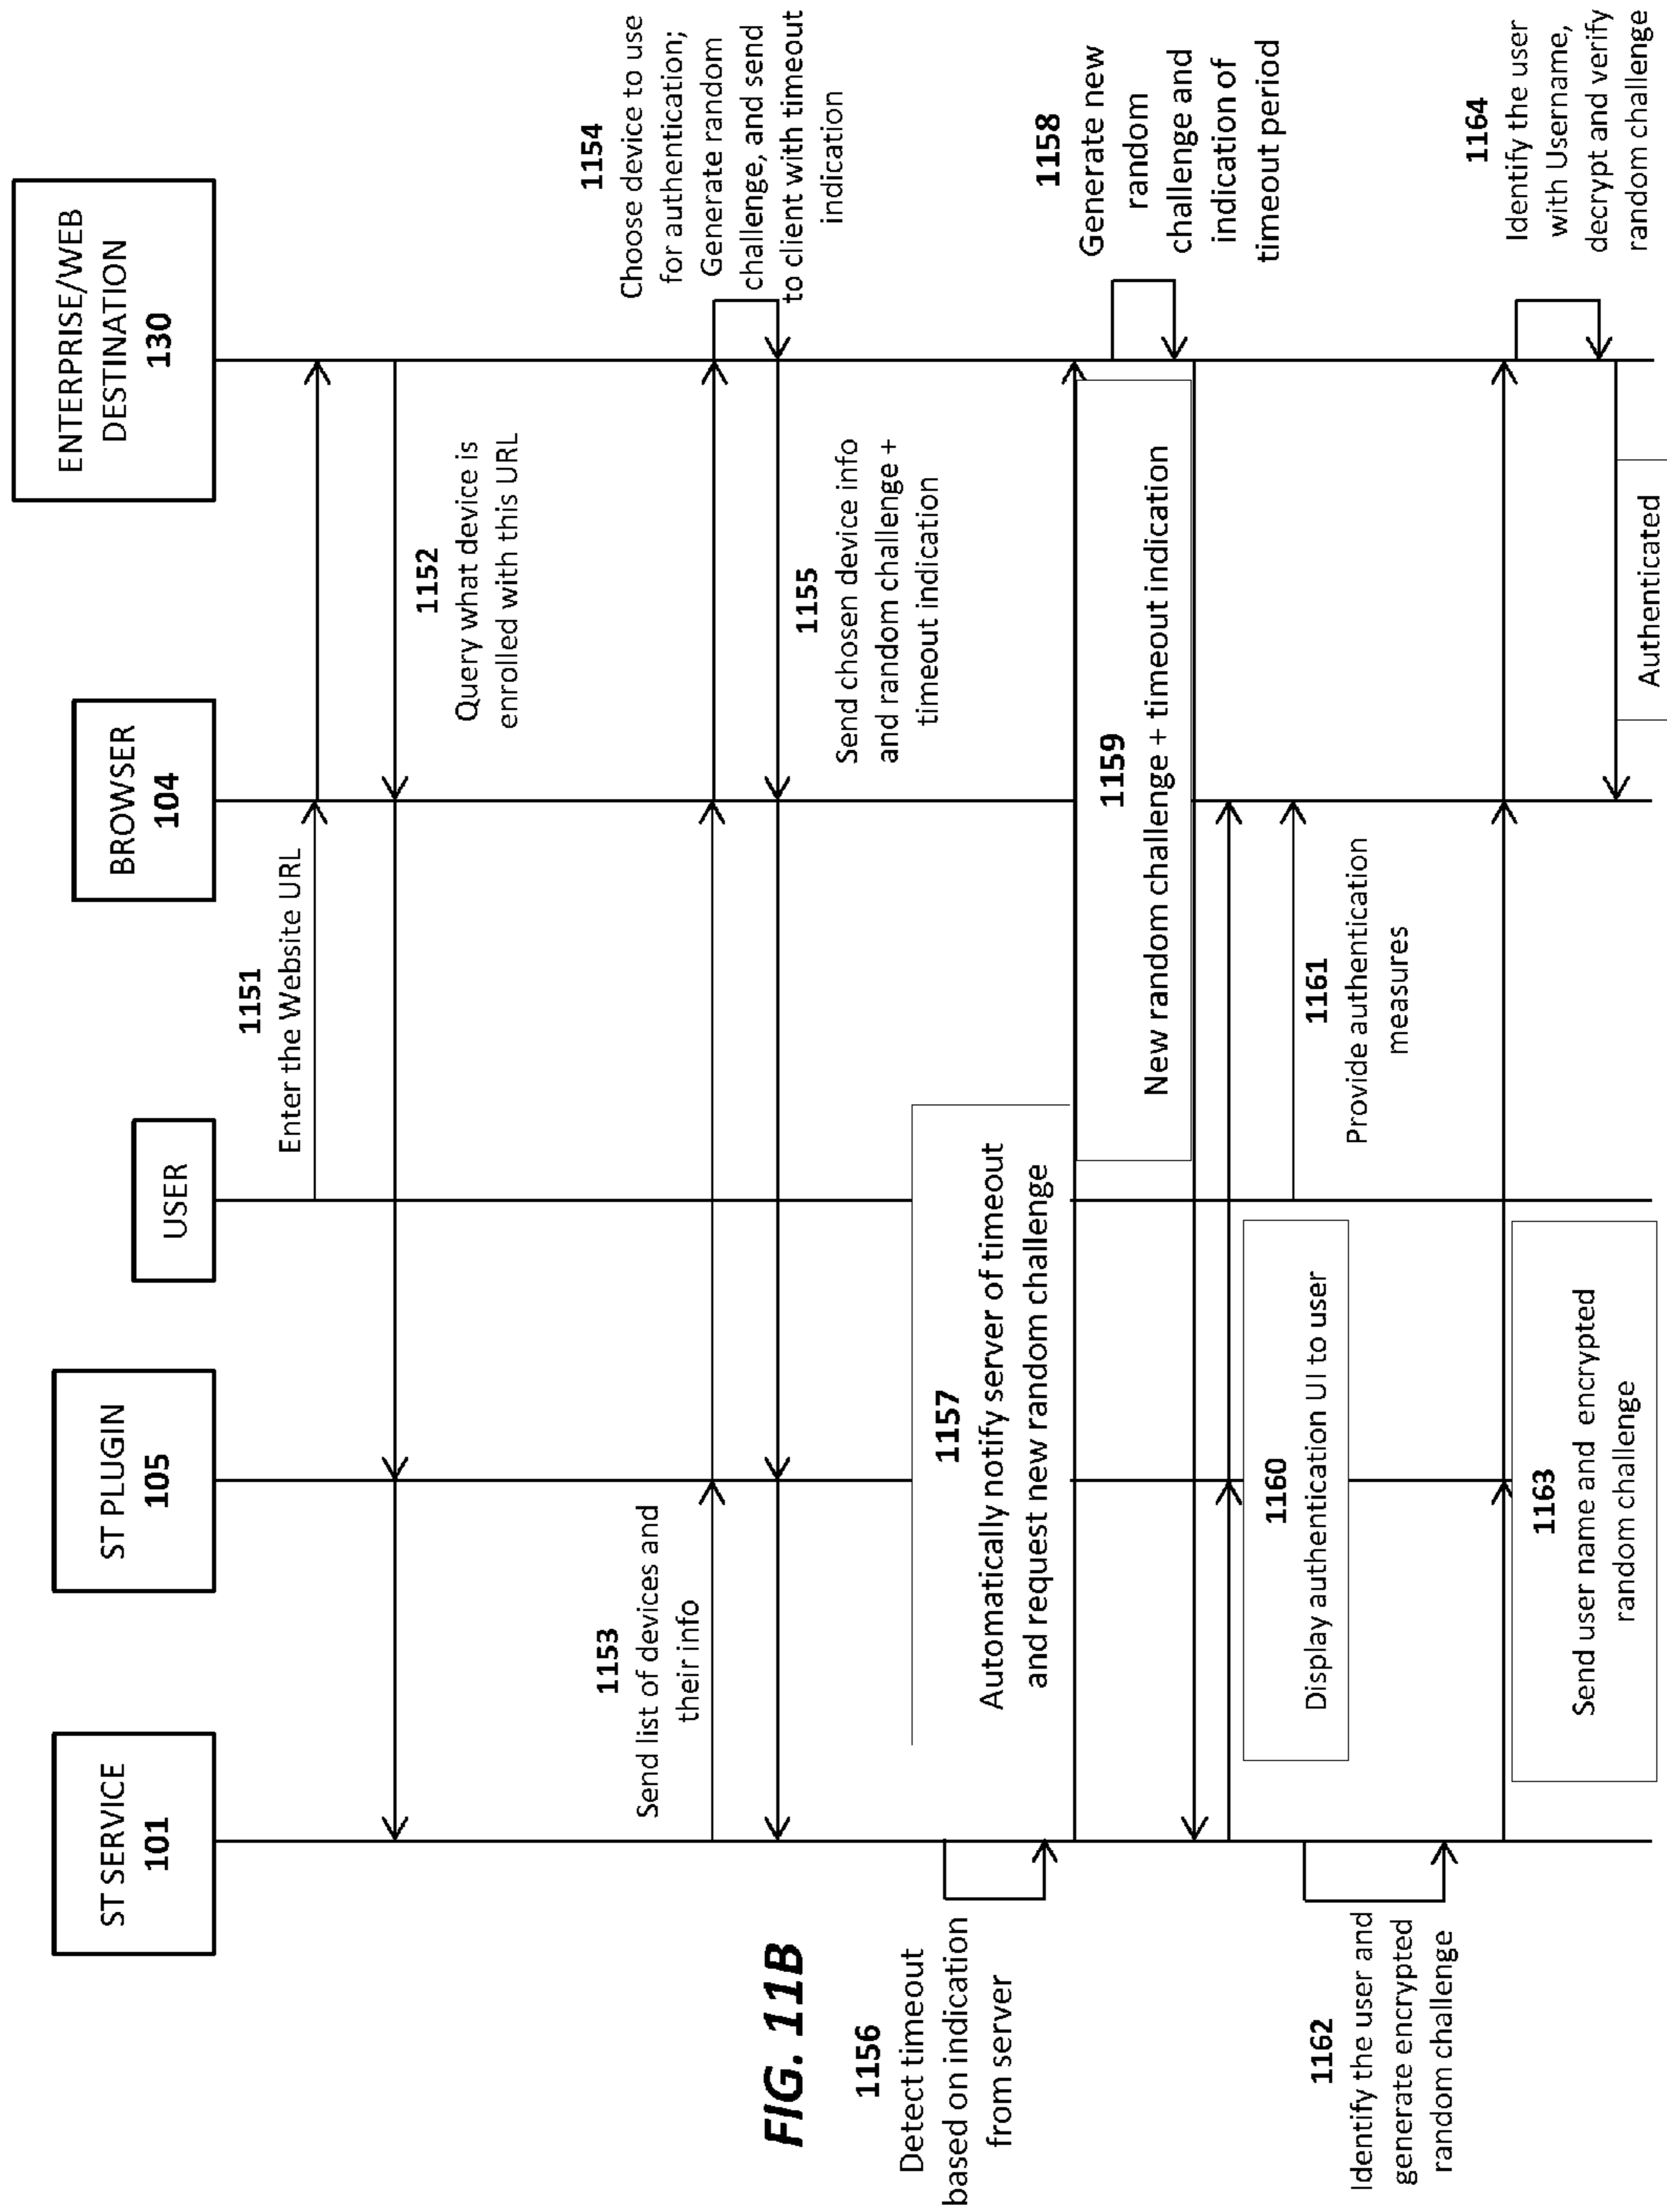 ST SERVICE
101
ST PLUGIN
105
USER
BROWSER
104
ENTERPRISE/WEB
DESTINATION
130
1151
Enter the Website URL
1152
Query what device is
enrolled with this URL
1153
Send list of devices and
their info
1154
Choose device to use
for authentication;
Generate random
challenge, and send
to client with timeout
indication
1155
Send chosen device info
and random challenge +
timeout indication
FIG. 11B
1156
Detect timeout
based on indication
from server
1157
Automatically notify server of timeout
and request new random challenge
1158
Generate new
random
challenge and
indication of
timeout period
1159
New random challenge + timeout indication
1160
Display authentication UI to user
1161
Provide authentication
measures
1162
Identify the user and
generate encrypted
random challenge
1163
Send user name and encrypted
random challenge
1164
Identify the user
with Username,
decrypt and verify
random challenge
Authenticated